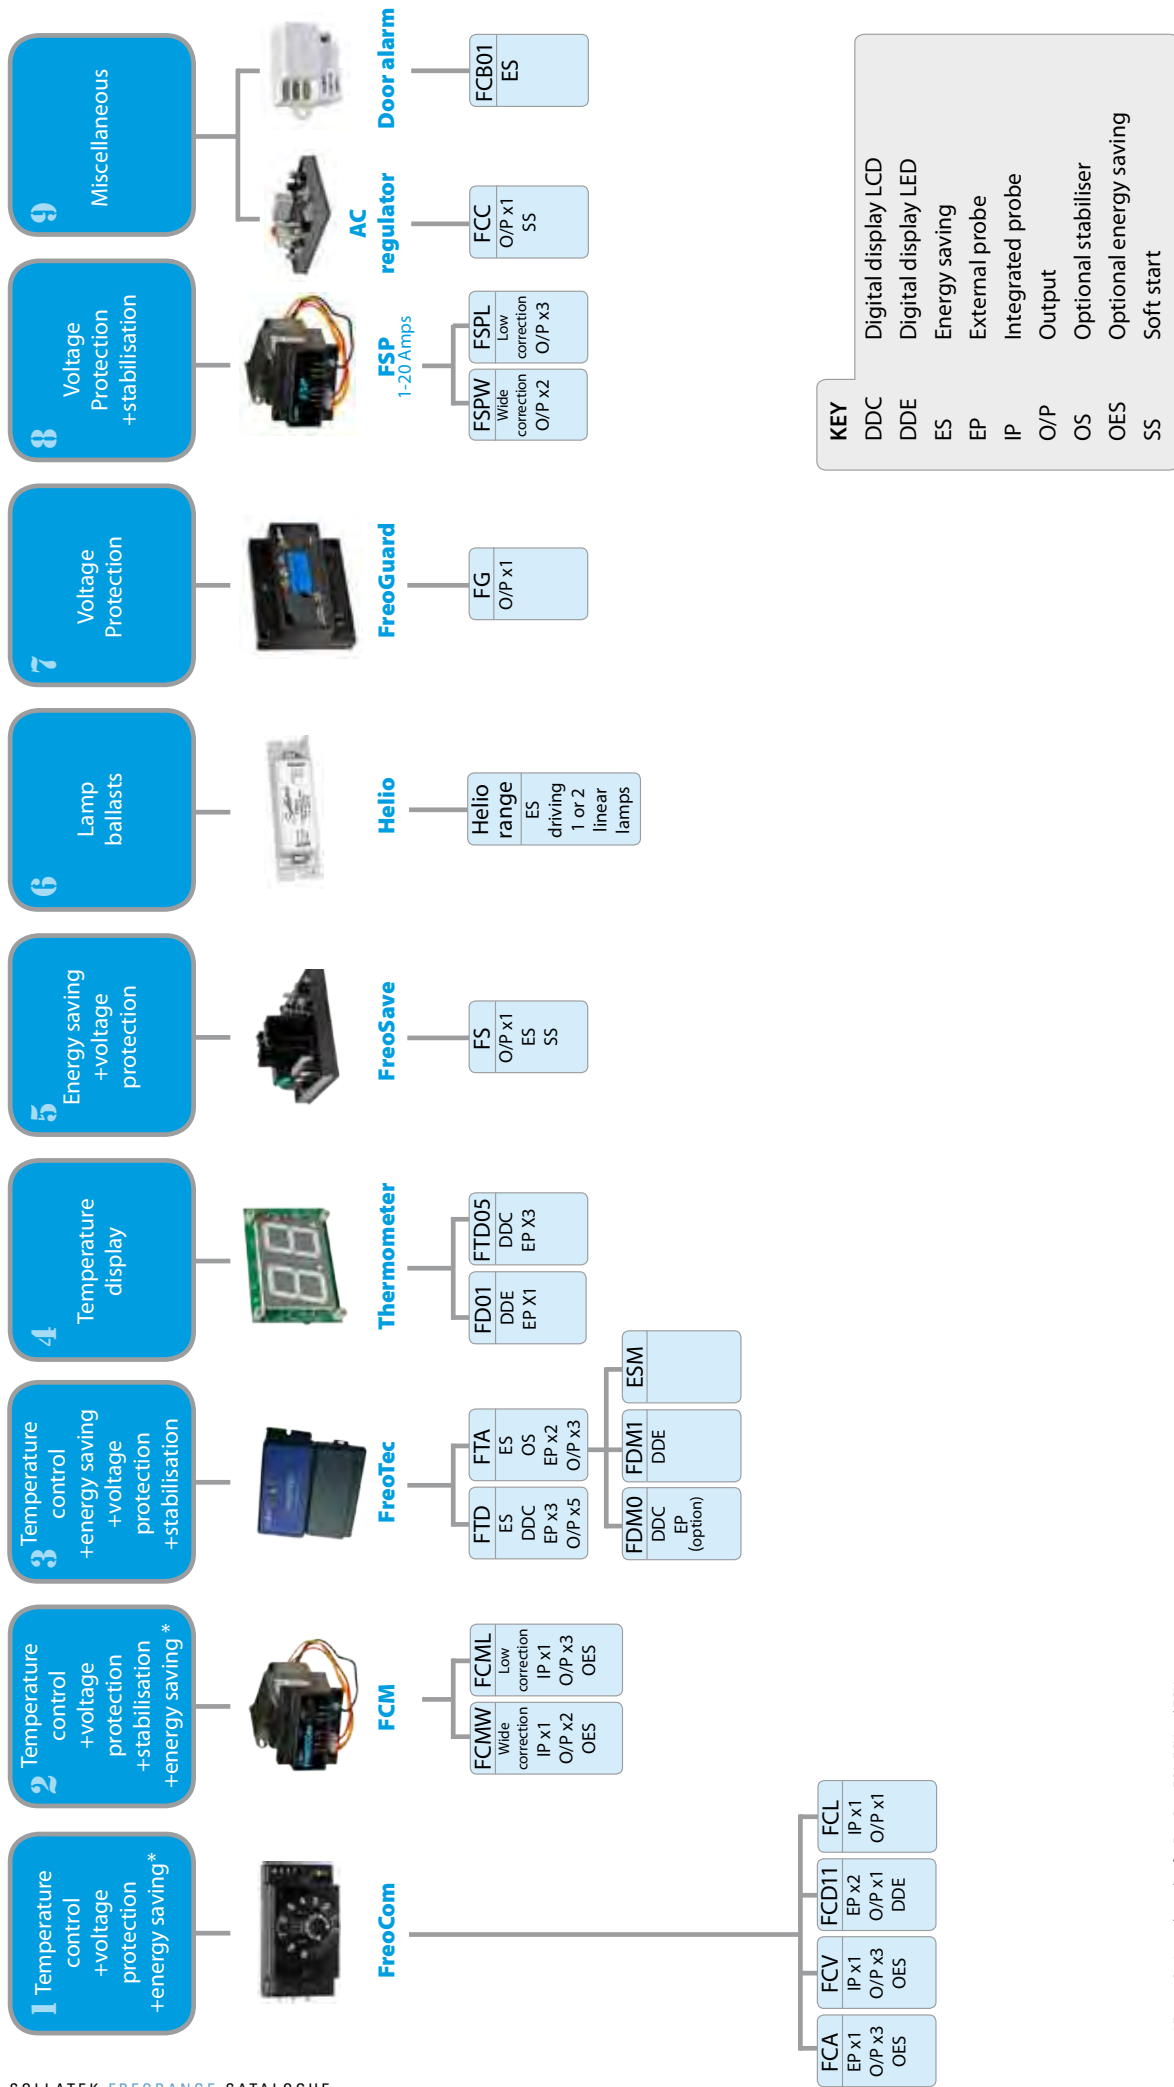 1 Temperature
control
+voltage
protection
+energy saving*
FreoCom
FCA
EP x1
O/P x3
OES
FCV
IP x1
O/P x3
OES
FCD11
EP x2
O/P x1
DDE
FCL
IP x1
O/P x1
2 Temperature
control
+voltage
protection
+stabilisation
+energy saving *
FCM
FCMW
Wide
correction
IP x1
O/P x2
OES
FCML
Low
correction
IP x1
O/P x3
OES
3 Temperature
control
+energy saving
+voltage
protection
+stabilisation
FreoTec
FTD
ES
DDC
EP x3
O/P x5
FTA
ES
OS
EP x2
O/P x3
FDM0
DDC
EP
(option)
FDM1
DDE
ESM
4
Temperature
display
Thermometer
FD01
DDE
EP X1
FTD05
DDC
EP X3
5
Energy saving
+voltage
protection
FreoSave
FS
O/P x1
ES
SS
6
Lamp
ballasts
Helio
Helio
range
ES
driving
1 or 2
linear
lamps
7
Voltage
Protection
FreoGuard
FG
O/P x1
8
Voltage
Protection
+stabilisation
FSP
1-20 Amps
FSPW
Wide
correction
O/P x2
FSPL
Low
correction
O/P x3
9
Miscellaneous
AC
regulator
FCC
O/P x1
SS
Door alarm
FCB01
ES
KEY
DDC Digital display LCD
DDE Digital display LED
ES Energy saving
EP External probe
IP Integrated probe
O/P Output
OS Optional stabiliser
OES Optional energy saving
SS Soft start